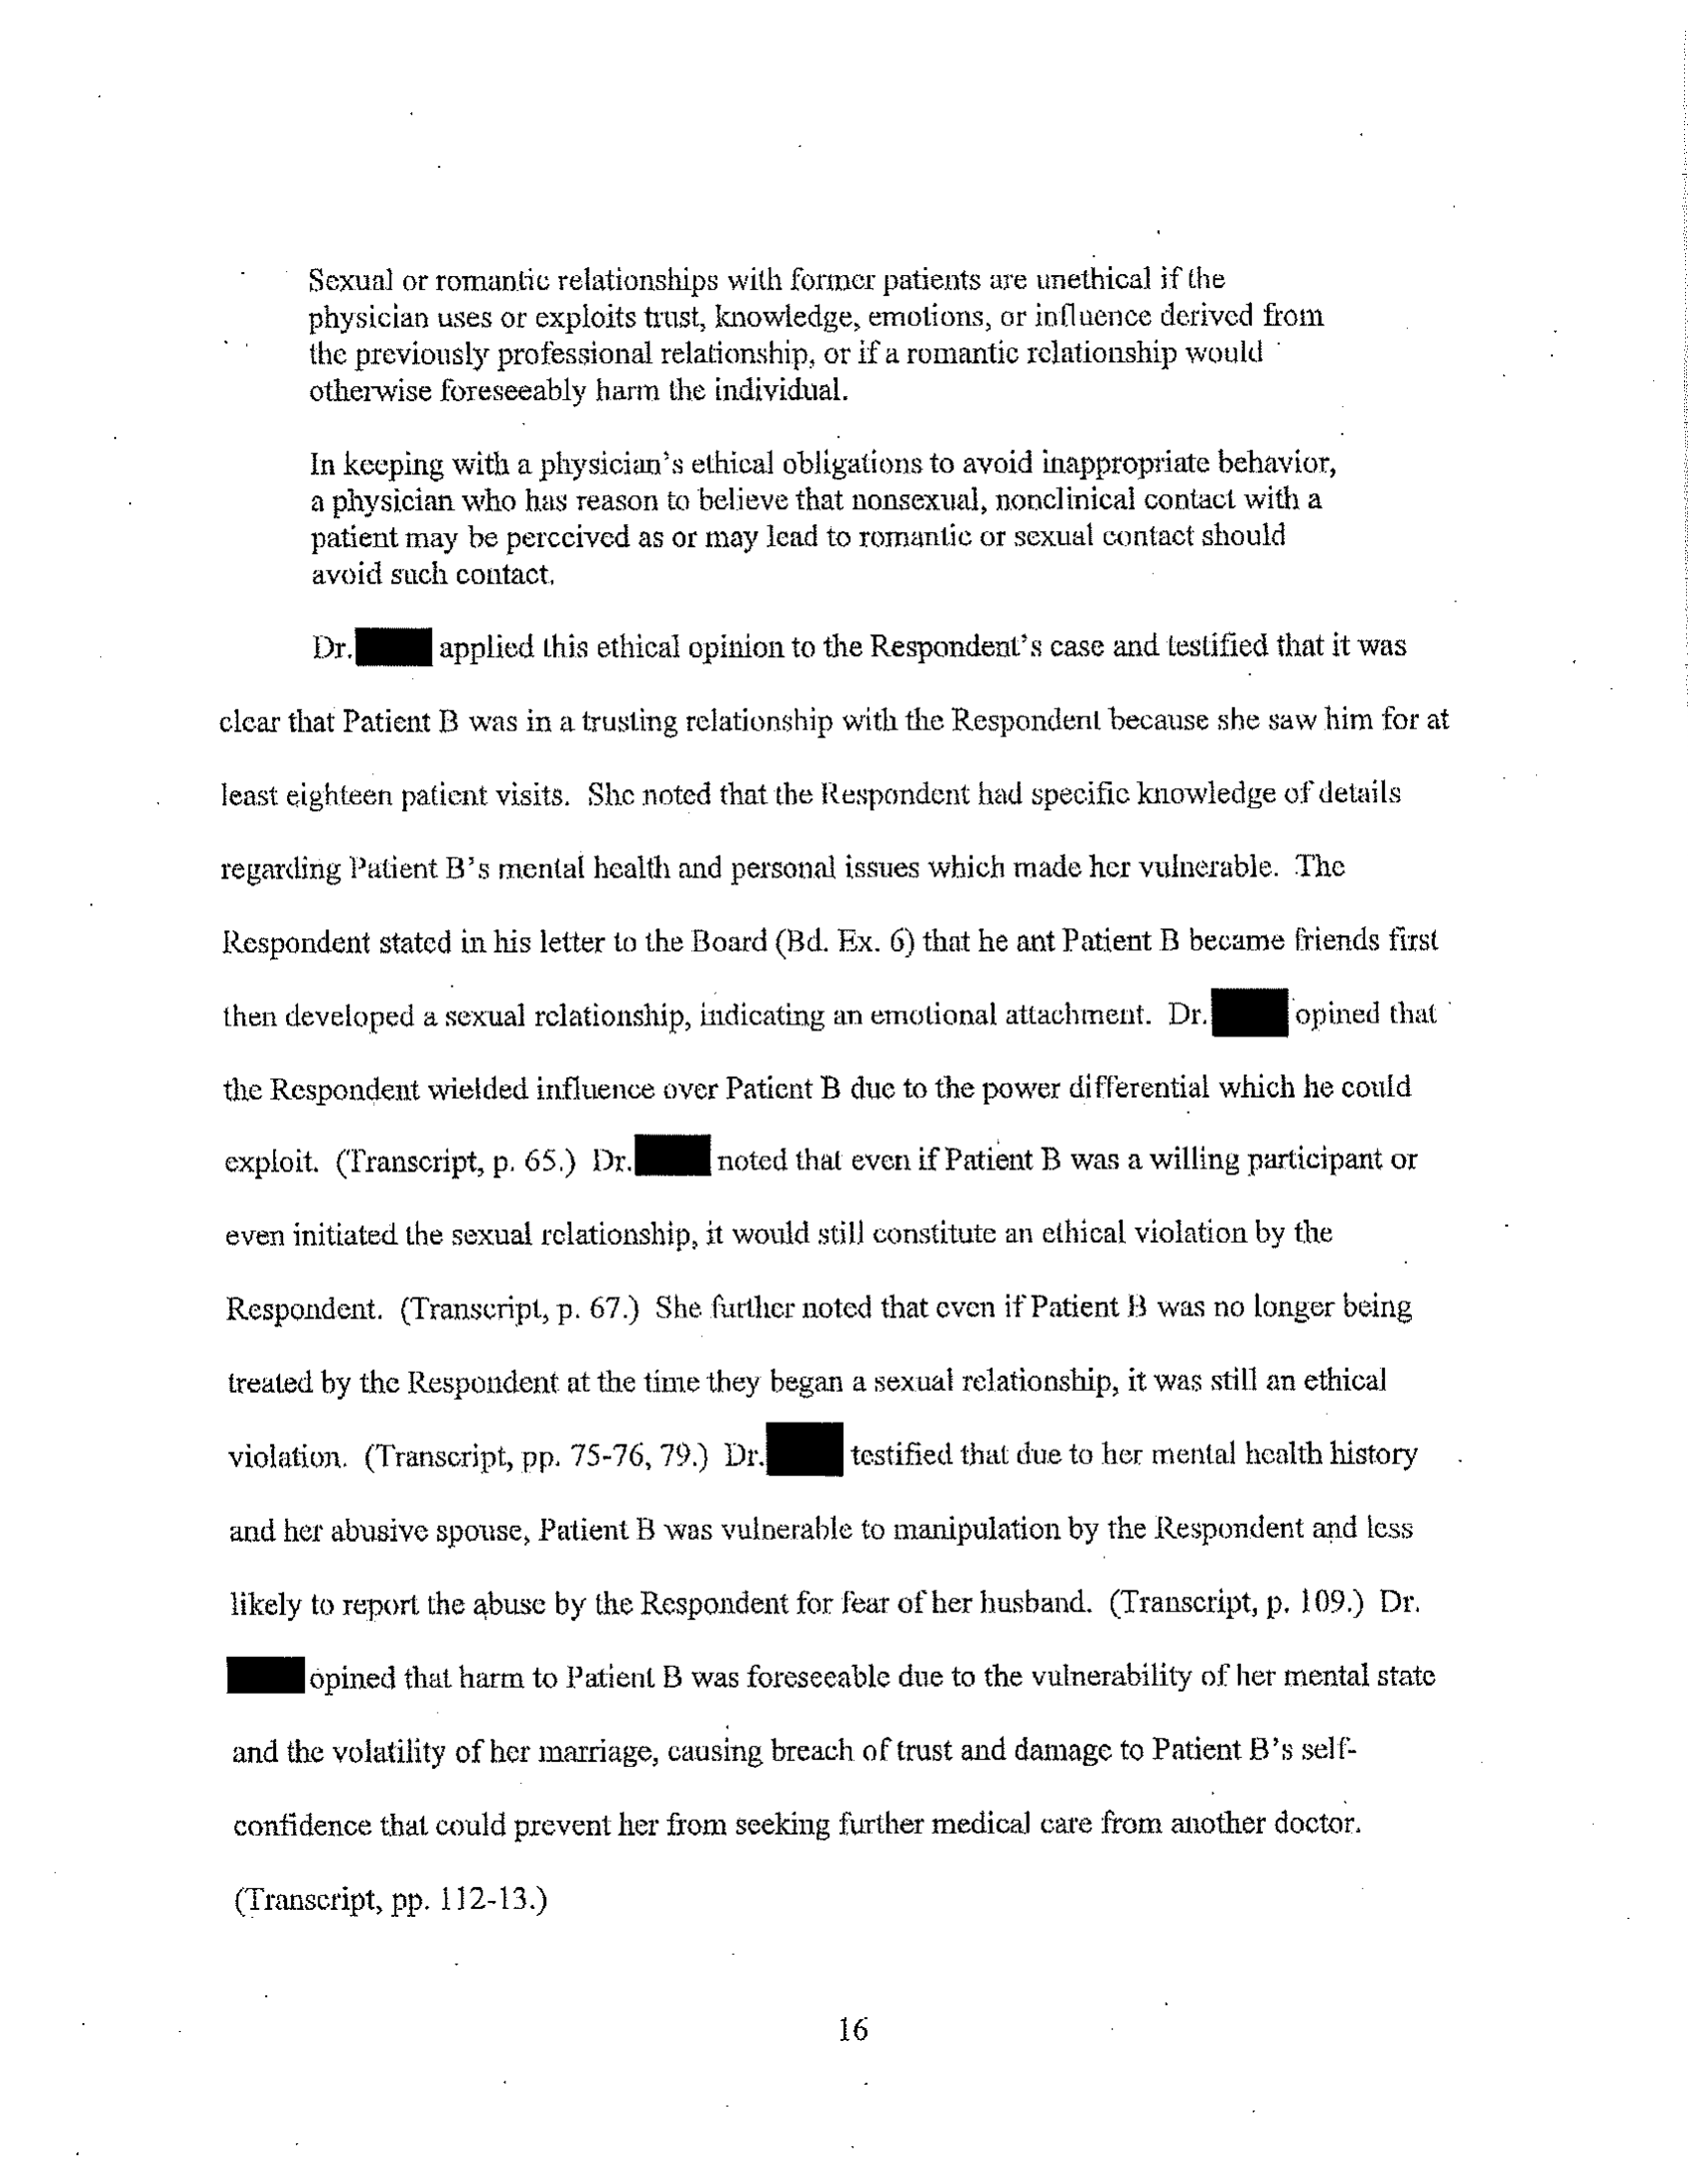 Sexual or romantic relationships with former patients are unethical if the
physician uses or exploits trust, knowledge, emotions, or influence derived from
the previously professional relationship, or if a romantic relationship would
otherwise foreseeably harm the individual.
In keeping with a physician's ethical obligations to avoid inappropriate behavior,
a physician who has reason to believe that nonsexual, nonclinical contact with a
patient may be perceived as or may lead to romantic or sexual contact should
avoid such contact.
Dr. applied this ethical opinion to the Respondent's case and testified that it was
clear that Patient B was in a trusting relationship with the Respondent because she saw him for at
least eighteen patient visits. She noted that the Respondent had specific knowledge of details
regarding Patient B's mental health and personal issues which made her vulnerable. The
Respondent stated in his letter to the Board (Bd. Ex. 6) that he ant Patient B became friends first
then developed a sexual relationship, indicating an emotional attachment. Dr. opined that
the Respondent wielded influence over Patient B due to the power differential which he could
exploit. (Transcript, p. 65.) Dr. noted that even if Patient B was a willing participant or
even initiated the sexual relationship, it would still constitute an ethical violation by the
Respondent. (Transcript, p. 67.) She further noted that even if Patient B was no longer being
treated by the Respondent at the time they began a sexual relationship, it was still an ethical
violation. (Transcript, pp. 75-76, 79.) Dr. testified that due to her mental health history
and her abusive spouse, Patient B was vulnerable to manipulation by the Respondent and less
likely to report the abuse by the Respondent for fear of her husband. (Transcript, p. 109.) Dr.
opined that harm to Patient B was foreseeable due to the vulnerability of her mental state
and the volatility of her marriage, causing breach of trust and damage to Patient B's self-
confidence that could prevent her from seeking further medical care from another doctor.
(Transcript, pp. 112-13.)
16